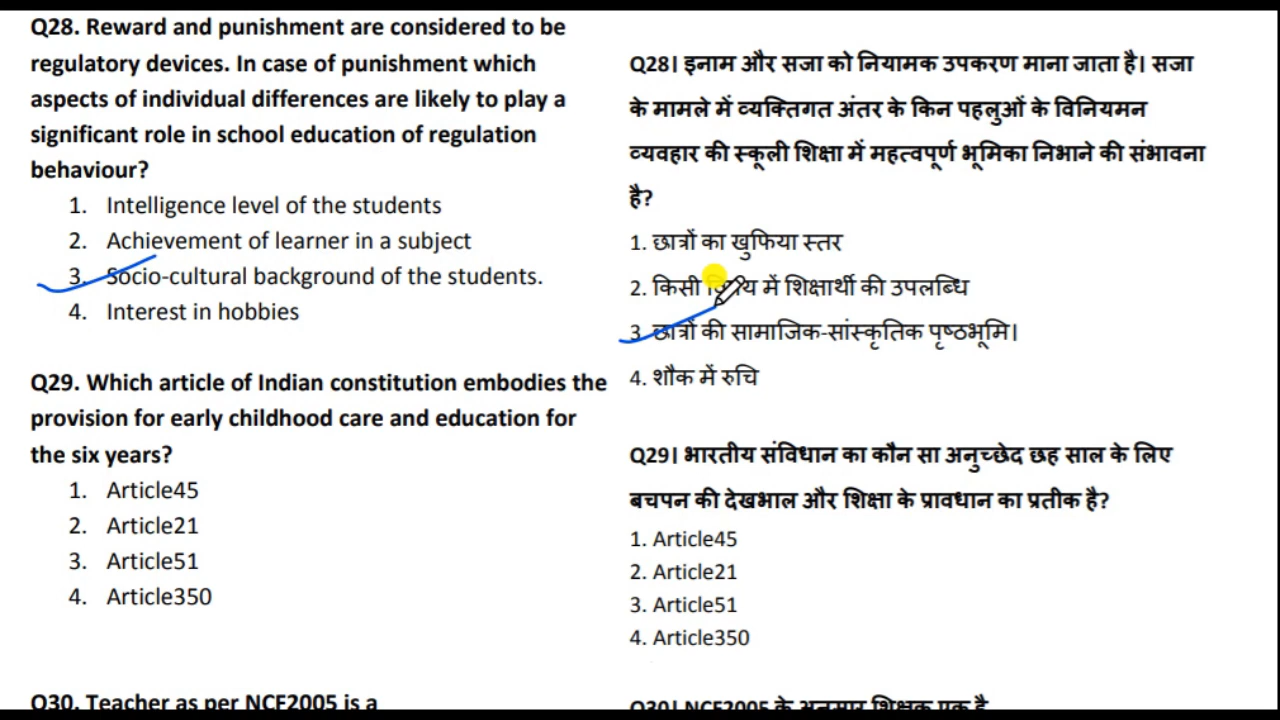 Q28. Reward and punishment are considered to be
regulatory devices. In case of punishment which
aspects of individual differences are likely to play a
significant role in school education of regulation
behaviour?
1. Intelligence level of the students
2. Achievement of learner in a subject
3. Socio-cultural background of the students.
4. Interest in hobbies
Q29. Which article of Indian constitution embodies the
provision for early childhood care and education for
the six years?
1. Article45
2. Article21
3. Article51
4. Article350
Q30. Teacher as per NCF2005 is a
Q28। इनाम और सजा को नियामक उपकरण माना जाता है। सजा
के मामले में व्यक्तिगत अंतर के किन पहलुओं के विनियमन
व्यवहार की स्कूली शिक्षा में महत्वपूर्ण भूमिका निभाने की संभावना
है?
1. छात्रों का खुफिया स्तर
2. किसी में शिक्षार्थी की उपलब्धि
3. छात्रों की सामाजिक-सांस्कृतिक पृष्ठभूमि।
4. शौक में रुचि
Q29। भारतीय संविधान का कौन सा अनुच्छेद छह साल के लिए
बचपन की देखभाल और शिक्षा के प्रावधान का प्रतीक है?
1. Article45
2. Article21
3. Article51
4. Article350
Q30। NCF2005 के अनुसार शिक्षक एक है